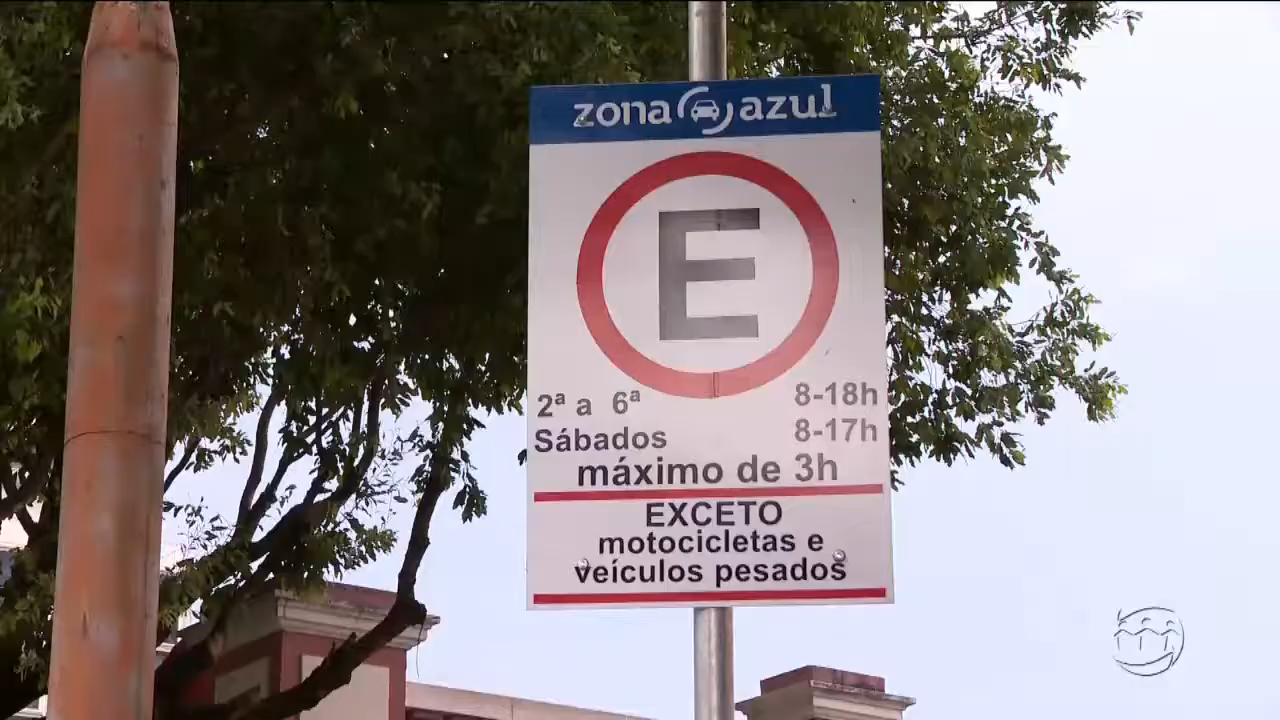 zona azul
E
2ª a 6ª 8-18h
Sábados 8-17h
máximo de 3h
EXCETO
motocicletas e
veículos pesados